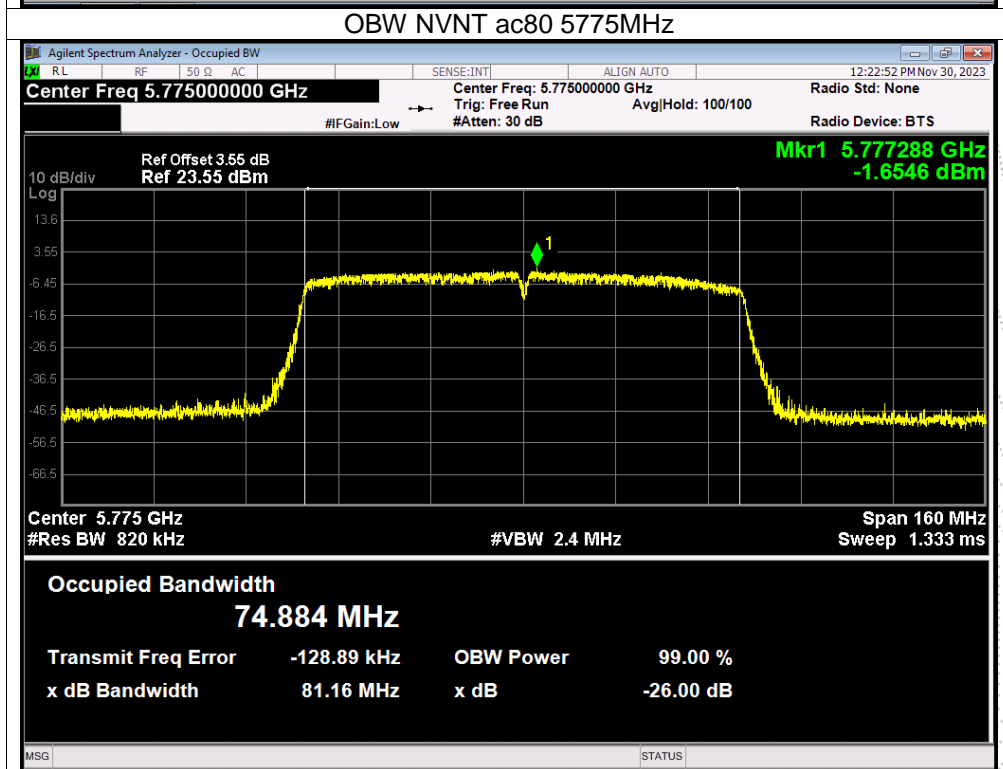 OBW NVNT ac80 5775MHz
Agilent Spectrum Analyzer - Occupied BW
LXI RL RF 50 Ω AC SENSE:INT ALIGN AUTO 12:22:52 PM Nov 30, 2023
Center Freq 5.775000000 GHz Center Freq: 5.775000000 GHz Radio Std: None
Trig: Free Run Avg|Hold: 100/100
#IFGain:Low #Atten: 30 dB Radio Device: BTS
Ref Offset 3.55 dB Mkr1 5.777288 GHz
10 dB/div Ref 23.55 dBm -1.6546 dBm
Log
13.6
3.55
1
-6.45
-16.5
-26.5
-36.5
-46.5
-56.5
-66.5
Center 5.775 GHz Span 160 MHz
#Res BW 820 kHz #VBW 2.4 MHz Sweep 1.333 ms
Occupied Bandwidth
74.884 MHz
Transmit Freq Error -128.89 kHz OBW Power 99.00 %
x dB Bandwidth 81.16 MHz x dB -26.00 dB
MSG STATUS